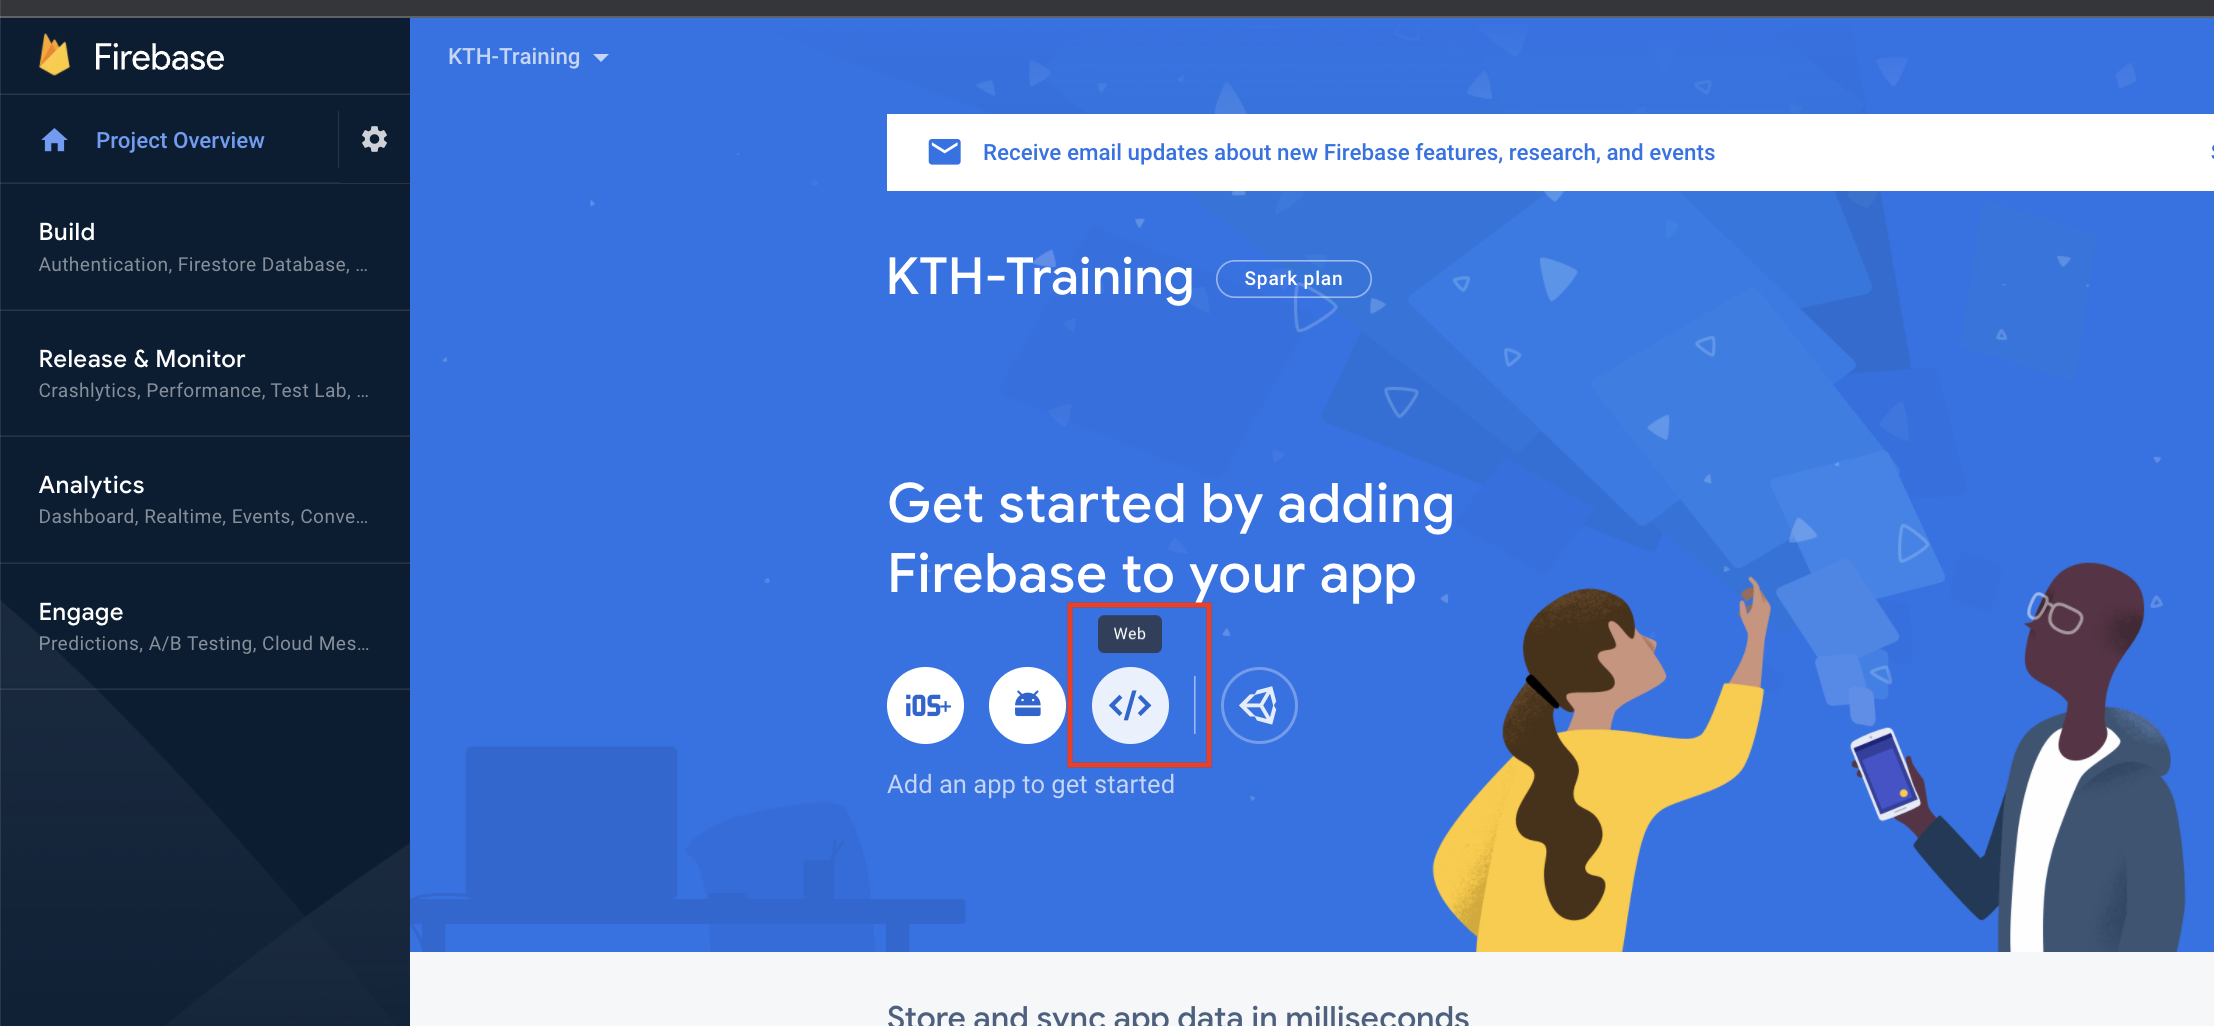 Firebase
KTH-Training
Project Overview
Receive email updates about new Firebase features, research, and events
Build
Authentication, Firestore Database, ...
Release & Monitor
Crashlytics, Performance, Test Lab, ...
Analytics
Dashboard, Realtime, Events, Conve...
Engage
Predictions, A/B Testing, Cloud Mes...
KTH-Training
Spark plan
Get started by adding
Firebase to your app
Web
iOS+
</>
Add an app to get started
Store and sync app data in milliseconds